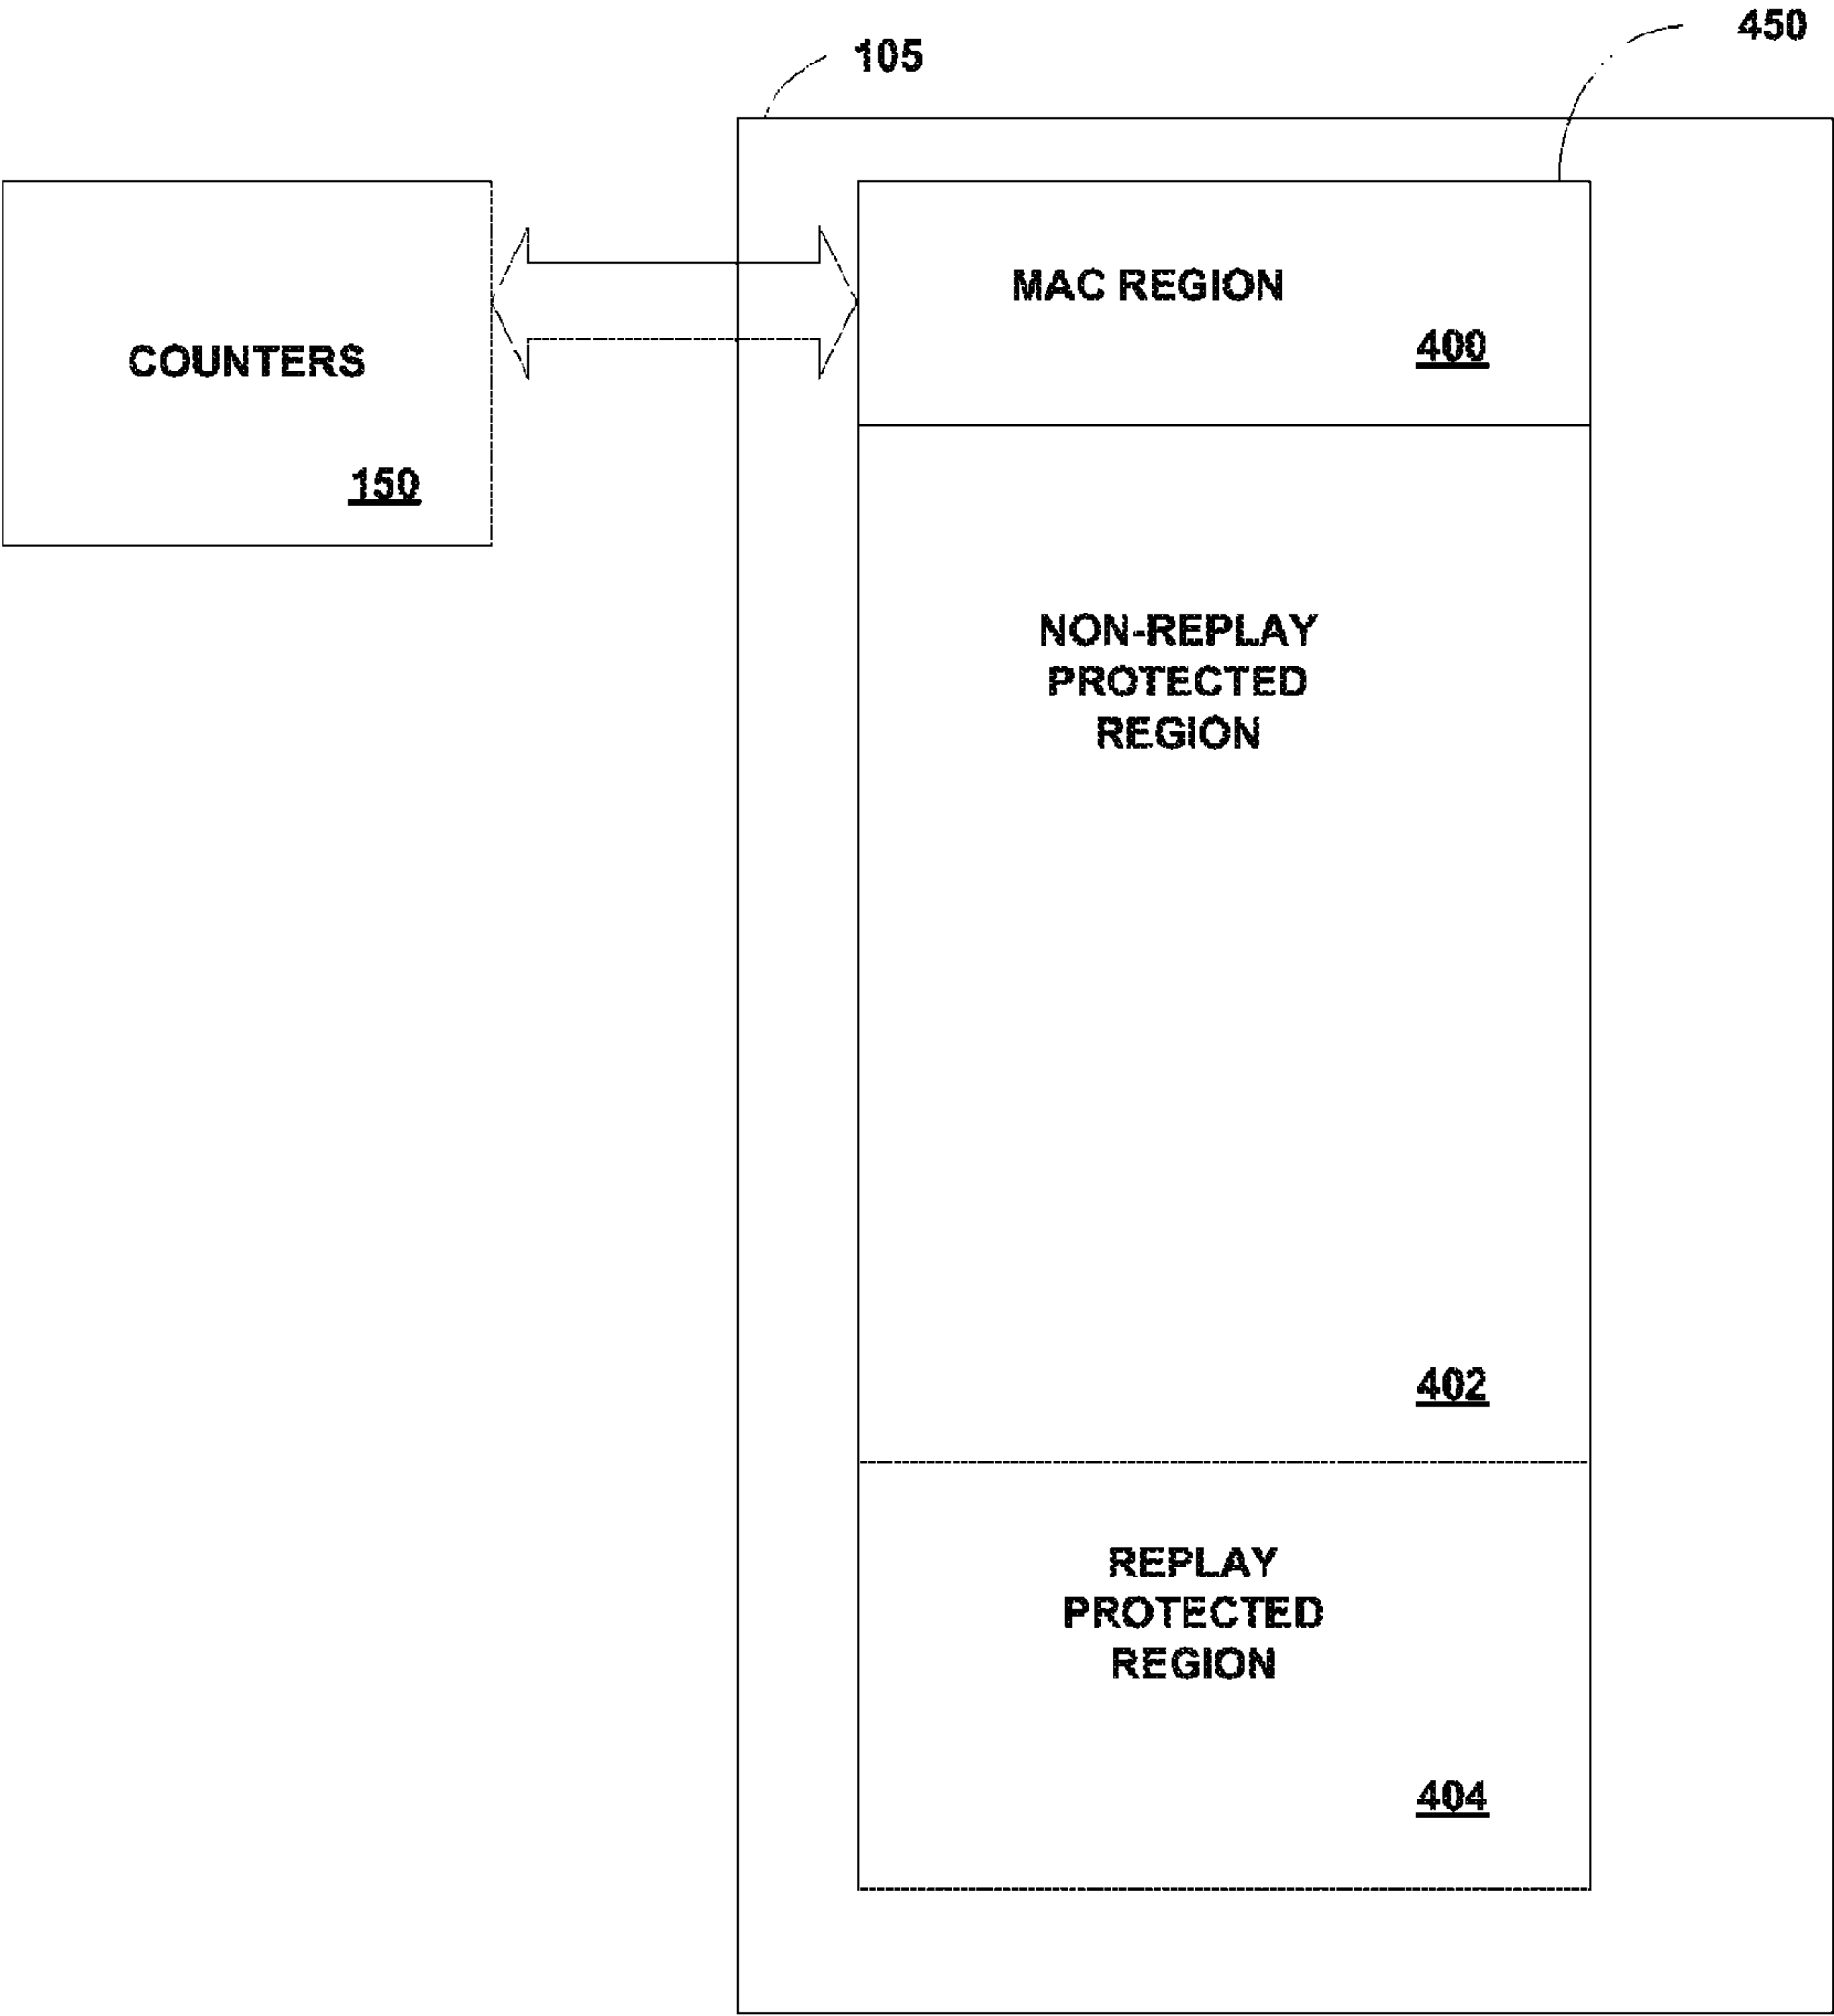 450
105
MAC REGION
400
COUNTERS
150
NON-REPLAY
PROTECTED
REGION
402
REPLAY
PROTECTED
REGION
404